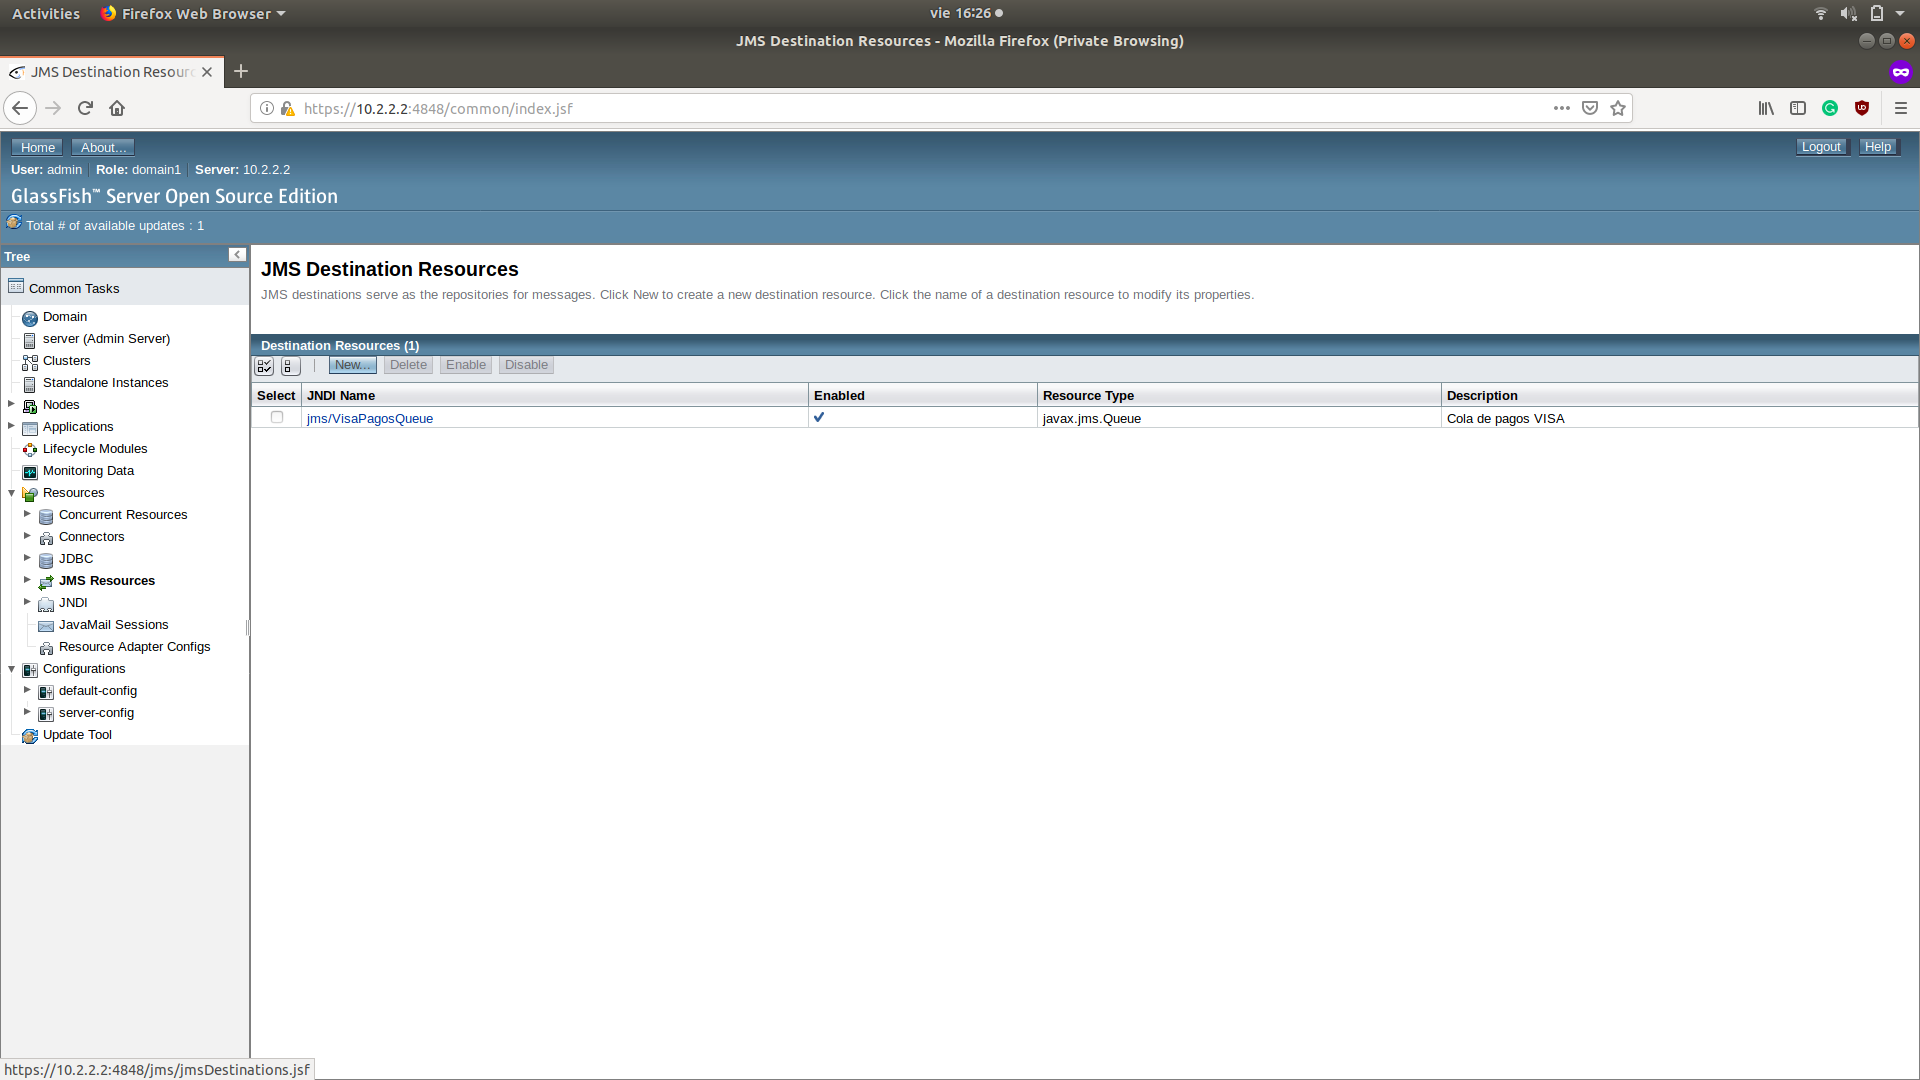 Activities Firefox Web Browser vie 16:26
JMS Destination Resources - Mozilla Firefox (Private Browsing)
JMS Destination Resour
https://10.2.2.2:4848/common/index.jsf
Home About... Logout Help
User: admin Role: domain1 Server: 10.2.2.2
GlassFish™ Server Open Source Edition
Total # of available updates : 1
Tree
Common Tasks
Domain
server (Admin Server)
Clusters
Standalone Instances
Nodes
Applications
Lifecycle Modules
Monitoring Data
Resources
Concurrent Resources
Connectors
JDBC
JMS Resources
JNDI
JavaMail Sessions
Resource Adapter Configs
Configurations
default-config
server-config
Update Tool
JMS Destination Resources
JMS destinations serve as the repositories for messages. Click New to create a new destination resource. Click the name of a destination resource to modify its properties.
Destination Resources (1)
New... Delete Enable Disable
Select JNDI Name Enabled Resource Type Description
jms/VisaPagosQueue javax.jms.Queue Cola de pagos VISA
https://10.2.2.2:4848/jms/jmsDestinations.jsf